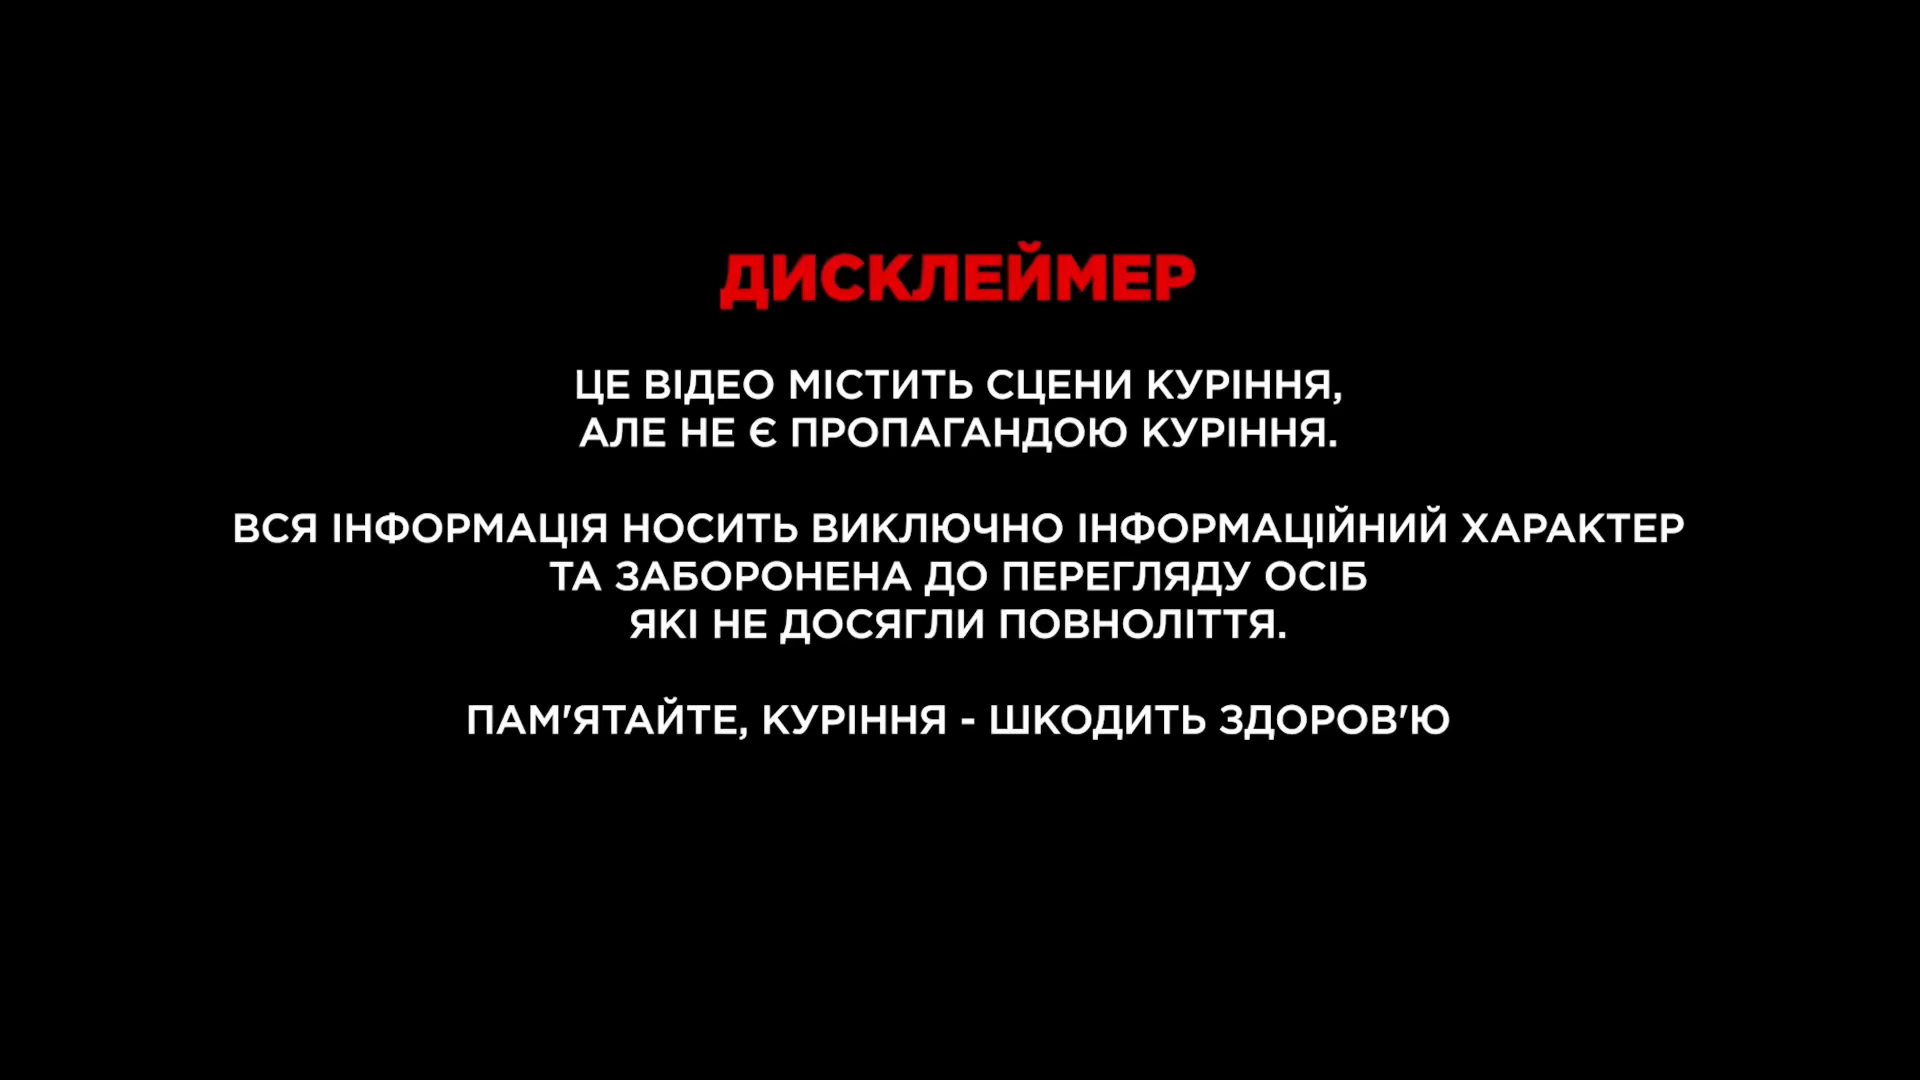 ДИСКЛЕЙМЕР
ЦЕ ВІДЕО МІСТИТЬ СЦЕНИ КУРІННЯ,
АЛЕ НЕ Є ПРОПАГАНДОЮ КУРІННЯ.
ВСЯ ІНФОРМАЦІЯ НОСИТЬ ВИКЛЮЧНО ІНФОРМАЦІЙНИЙ ХАРАКТЕР
ТА ЗАБОРОНЕНА ДО ПЕРЕГЛЯДУ ОСІБ
ЯКІ НЕ ДОСЯГЛИ ПОВНОЛІТТЯ.
ПАМ'ЯТАЙТЕ, КУРІННЯ - ШКОДИТЬ ЗДОРОВ'Ю